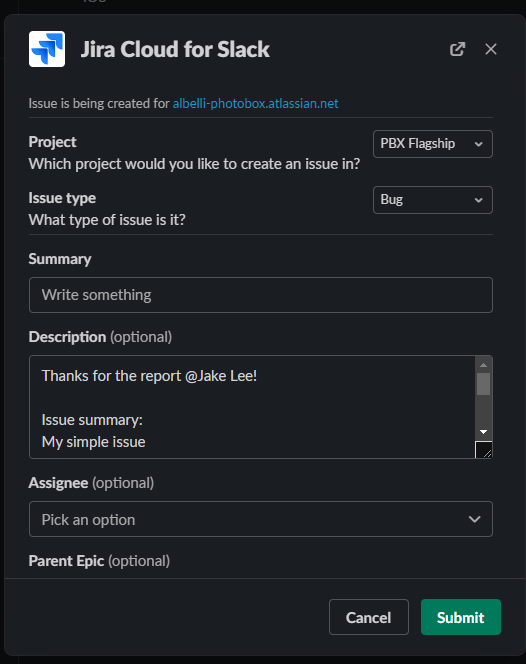 Jira Cloud for Slack
Issue is being created for albelli-photobox.atlassian.net
Project
Which project would you like to create an issue in?
PBX Flagship
Issue type
What type of issue is it?
Bug
Summary
Write something
Description (optional)
Thanks for the report @Jake Lee!
Issue summary:
My simple issue
Assignee (optional)
Pick an option
Parent Epic (optional)
Cancel
Submit